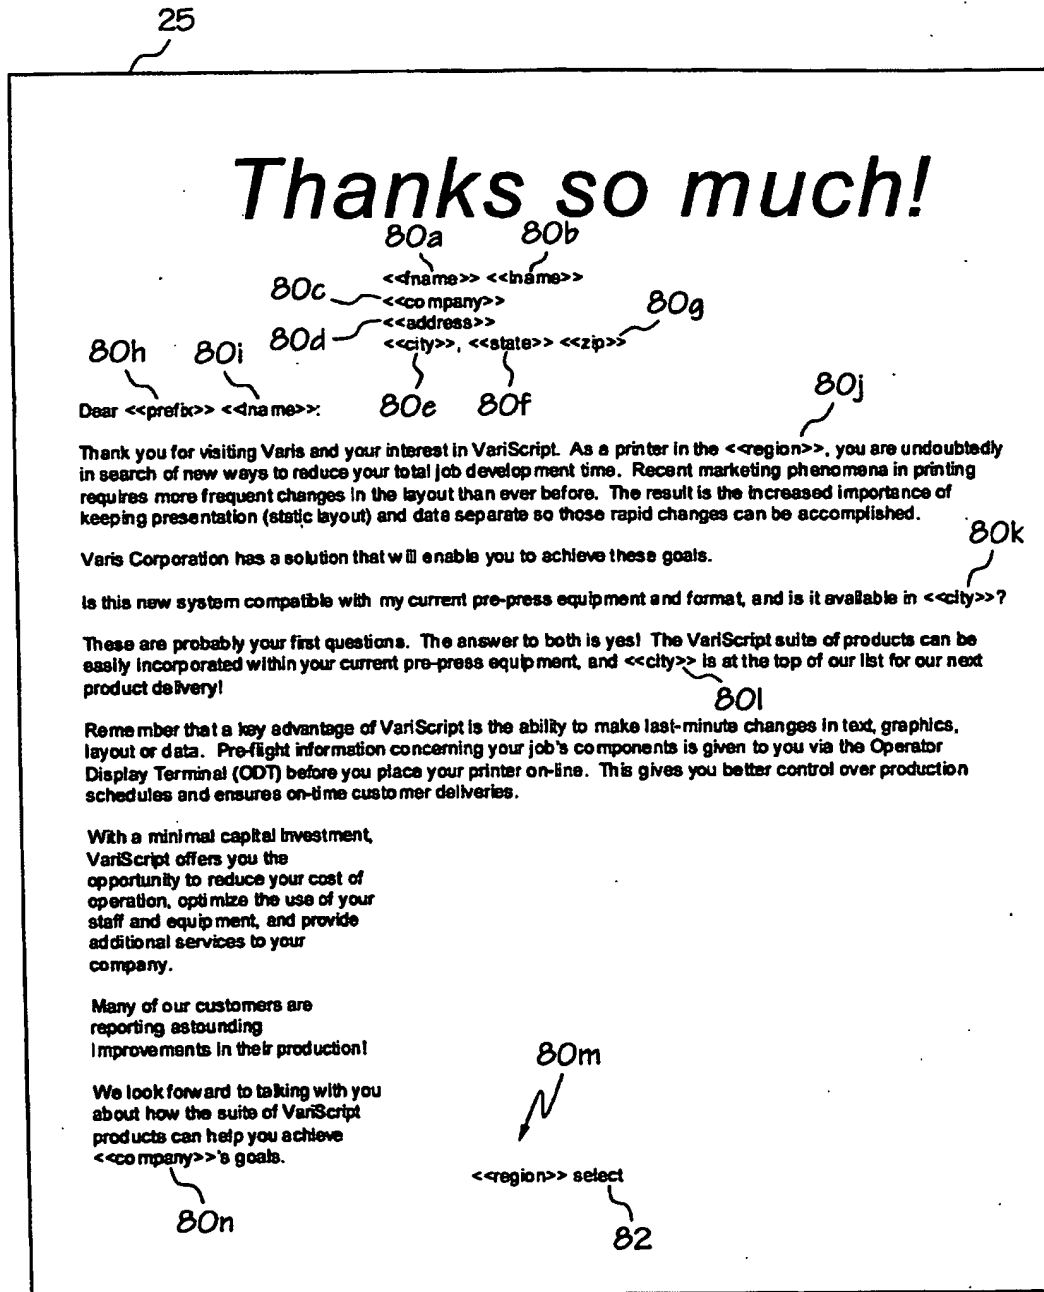 25
Thanks so much!
80a 80b
<<fname>> <<lname>>
80c
<<company>>
<<address>>
80g
80d
<<city>>, <<state>> <<zip>>
80h 80i
80e 80f
80j
Dear <<prefix>> <<lname>>:
Thank you for visiting Varis and your interest in VariScript. As a printer in the <<region>>, you are undoubtedly
in search of new ways to reduce your total job development time. Recent marketing phenomena in printing
requires more frequent changes in the layout than ever before. The result is the increased importance of
keeping presentation (static layout) and data separate so those rapid changes can be accomplished.
80k
Varis Corporation has a solution that will enable you to achieve these goals.
Is this new system compatible with my current pre-press equipment and format, and is it available in <<city>>?
These are probably your first questions. The answer to both is yes! The VariScript suite of products can be
easily incorporated within your current pre-press equipment, and <<city>> is at the top of our list for our next
product delivery!
80l
Remember that a key advantage of VariScript is the ability to make last-minute changes in text, graphics,
layout or data. Pre-flight information concerning your job's components is given to you via the Operator
Display Terminal (ODT) before you place your printer on-line. This gives you better control over production
schedules and ensures on-time customer deliveries.
With a minimal capital investment,
VariScript offers you the
opportunity to reduce your cost of
operation, optimize the use of your
staff and equipment, and provide
additional services to your
company.
Many of our customers are
reporting astounding
improvements in their production!
80m
We look forward to talking with you
about how the suite of VariScript
products can help you achieve
<<company>>'s goals.
<<region>> select
80n
82